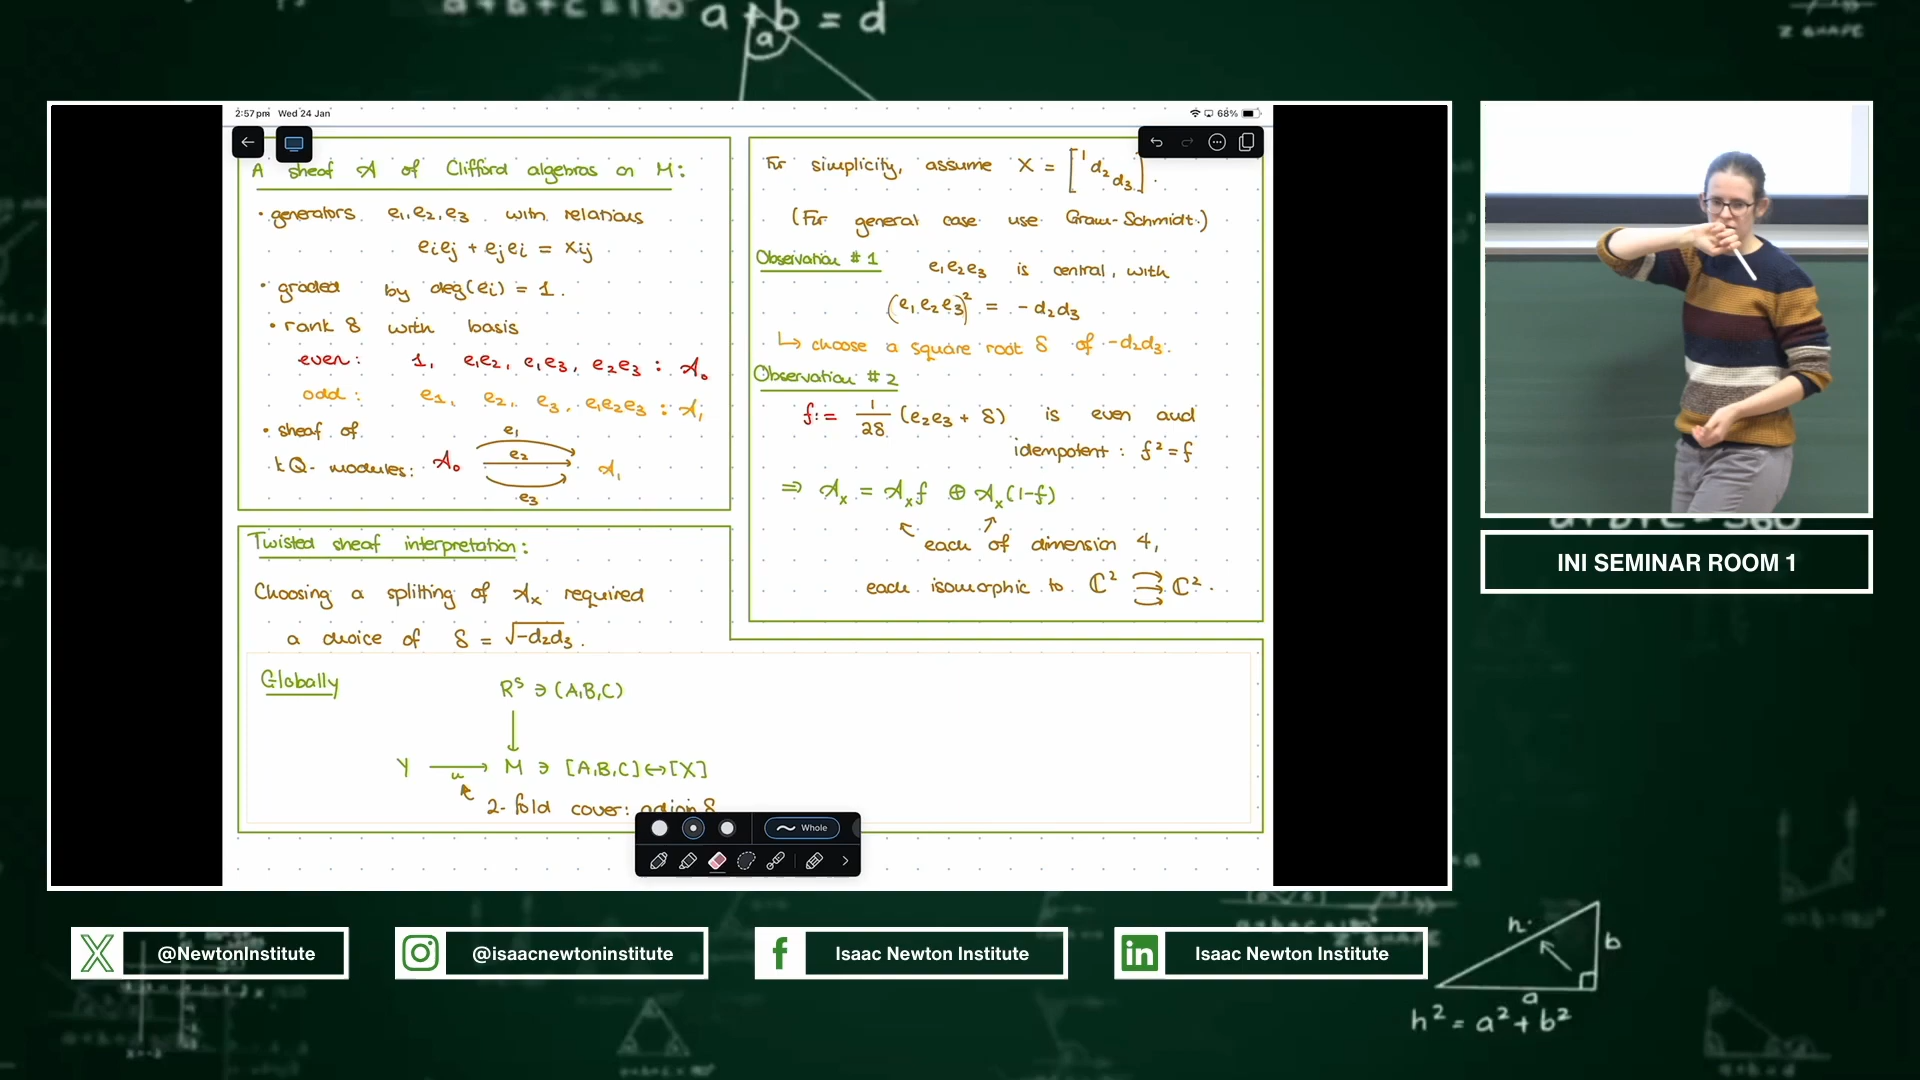 a + b + c = 180°
a + b = d
a
Z SHAPE
2:57pm Wed 24 Jan
68%
A sheaf A of Clifford algebras on M:
• generators e₁,e₂,e₃ with relations
eᵢeⱼ + eⱼeᵢ = xᵢⱼ
• graded by deg(eᵢ) = 1.
• rank 8 with basis
even: 1, e₁e₂, e₁e₃, e₂e₃ : A₀
odd: e₁, e₂, e₃, e₁e₂e₃ : A₁
• sheaf of
kQ-modules: A₀ e₁ e₂ e₃ A₁
For simplicity, assume X = [1 d₂ d₃].
(For general case use Gram-Schmidt.)
Observation #1 e₁e₂e₃ is central, with
(e₁e₂e₃)² = -d₂d₃
↳ choose a square root δ of -d₂d₃.
Observation #2
f := 1/2δ (e₂e₃ + δ) is even and
idempotent: f² = f
⇒ Aₓ = Aₓf ⊕ Aₓ(1-f)
each of dimension 4,
each isomorphic to ℂ² ℂ².
Twisted sheaf interpretation:
Choosing a splitting of Aₓ required
a choice of δ = √-d₂d₃.
Globally
Rˢ ∋ (A,B,C)
Y → M ∋ [A,B,C] ↔ [X]
u
2-fold cover:
Whole
INI SEMINAR ROOM 1
@NewtonInstitute
@isaacnewtoninstitute
Isaac Newton Institute
Isaac Newton Institute
h
b
a
h² = a² + b²